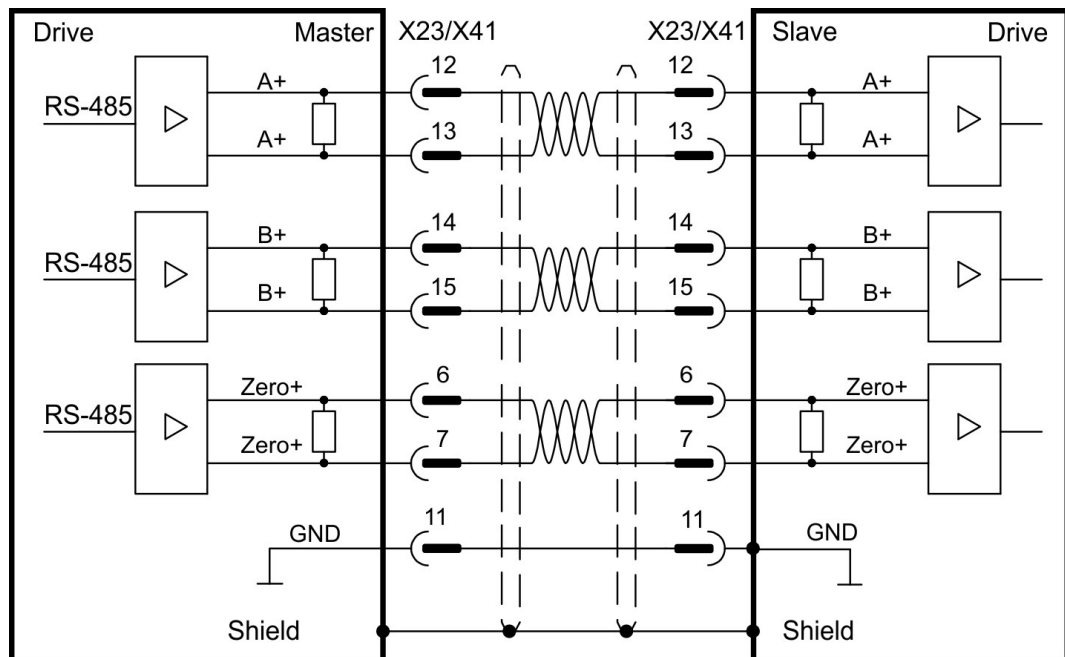 Drive Master X23/X41 X23/X41 Slave Drive
12 12
A+ A+
RS-485
13 13
A+ A+
14 14
B+ B+
RS-485
15 15
B+ B+
6 6
Zero+ Zero+
RS-485
7 7
Zero+ Zero+
11 11
GND GND
Shield Shield